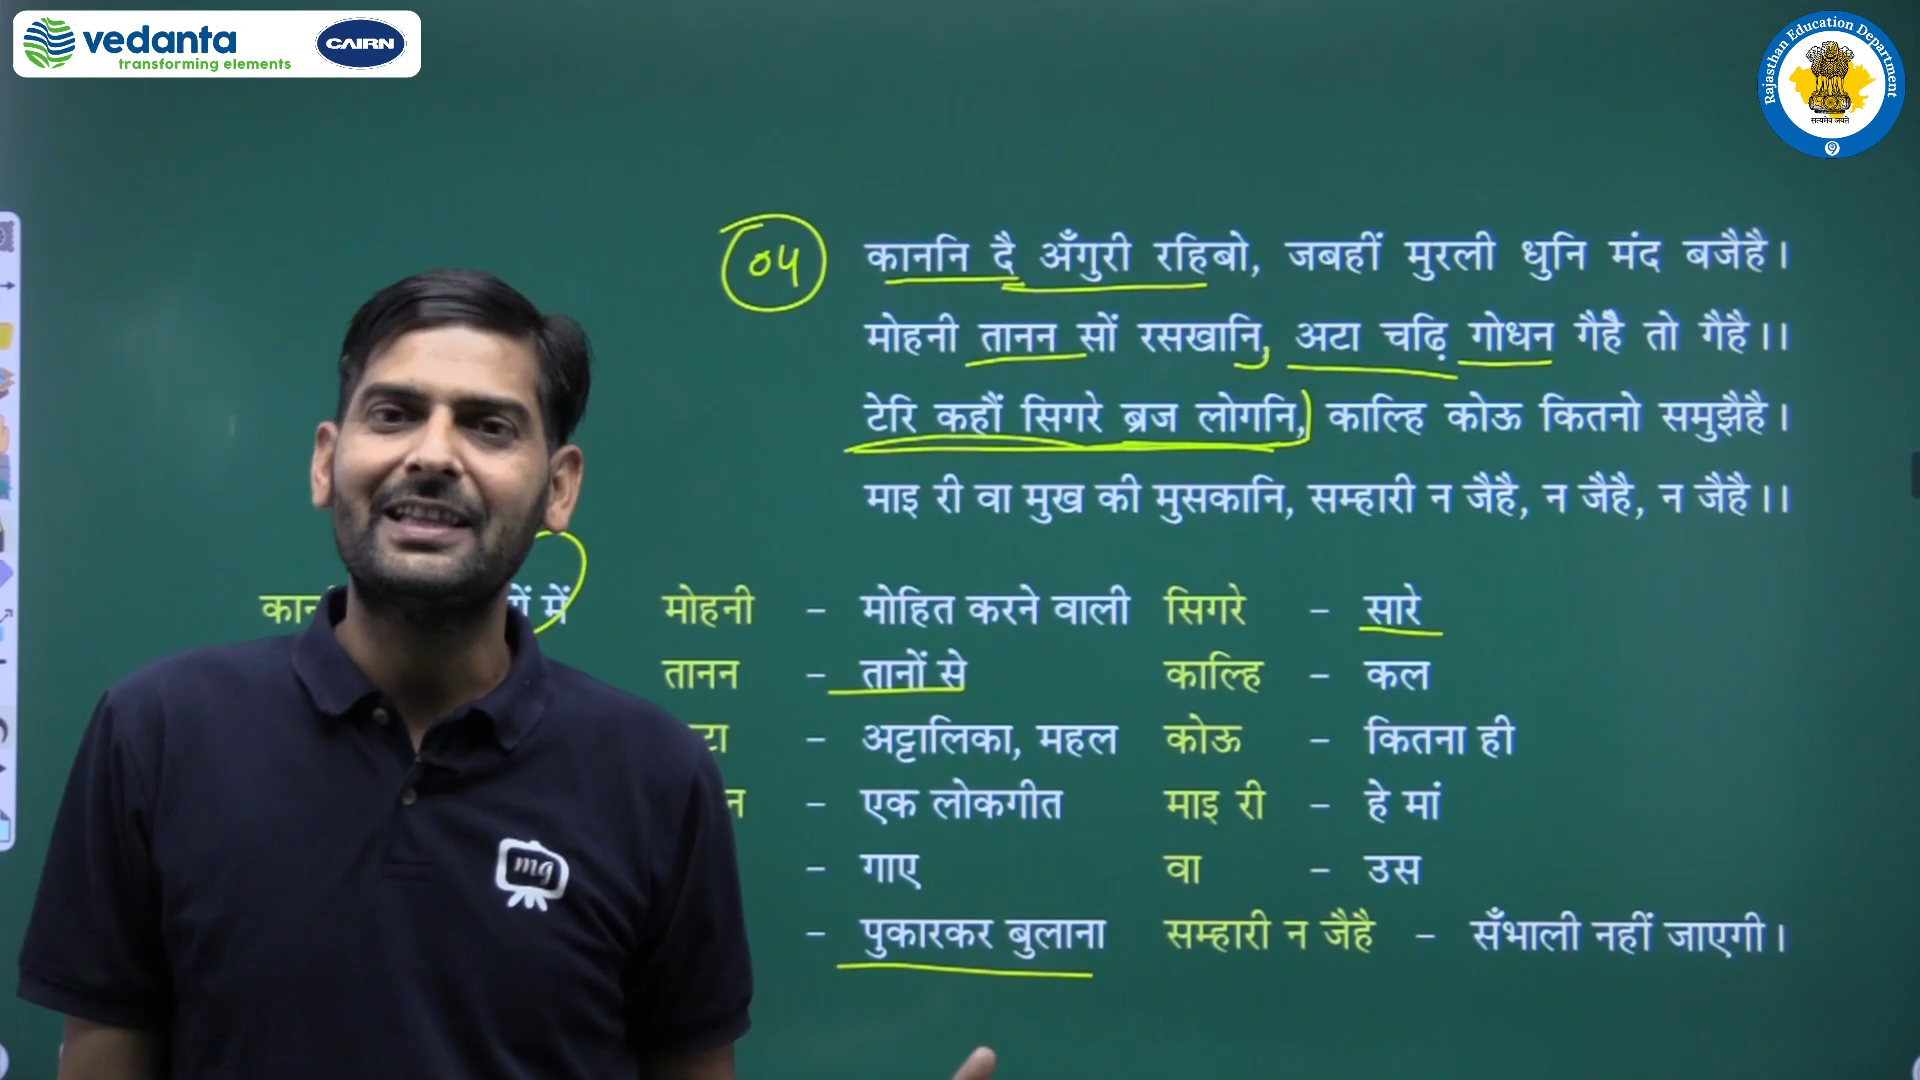 vedanta
transforming elements
CAIRN
Rajasthan Education Department
सत्यमेव जयते
04
काननि दै अँगुरी रहिबो, जबहीं मुरली धुनि मंद बजैहै।
मोहनी तानन सों रसखानि, अटा चढ़ि गोधन गैहै तो गैहै।।
टेरि कहौं सिगरे ब्रज लोगनि, काल्हि कोऊ कितनो समुझैहै।
माइ री वा मुख की मुसकानि, सम्हारी न जैहै, न जैहै, न जैहै।।
में मोहनी – मोहित करने वाली सिगरे – सारे
तानन – तानों से काल्हि – कल
– अट्टालिका, महल कोऊ – कितना ही
– एक लोकगीत माइ री – हे मां
– गाए वा – उस
– पुकारकर बुलाना सम्हारी न जैहै – सँभाली नहीं जाएगी।
mg